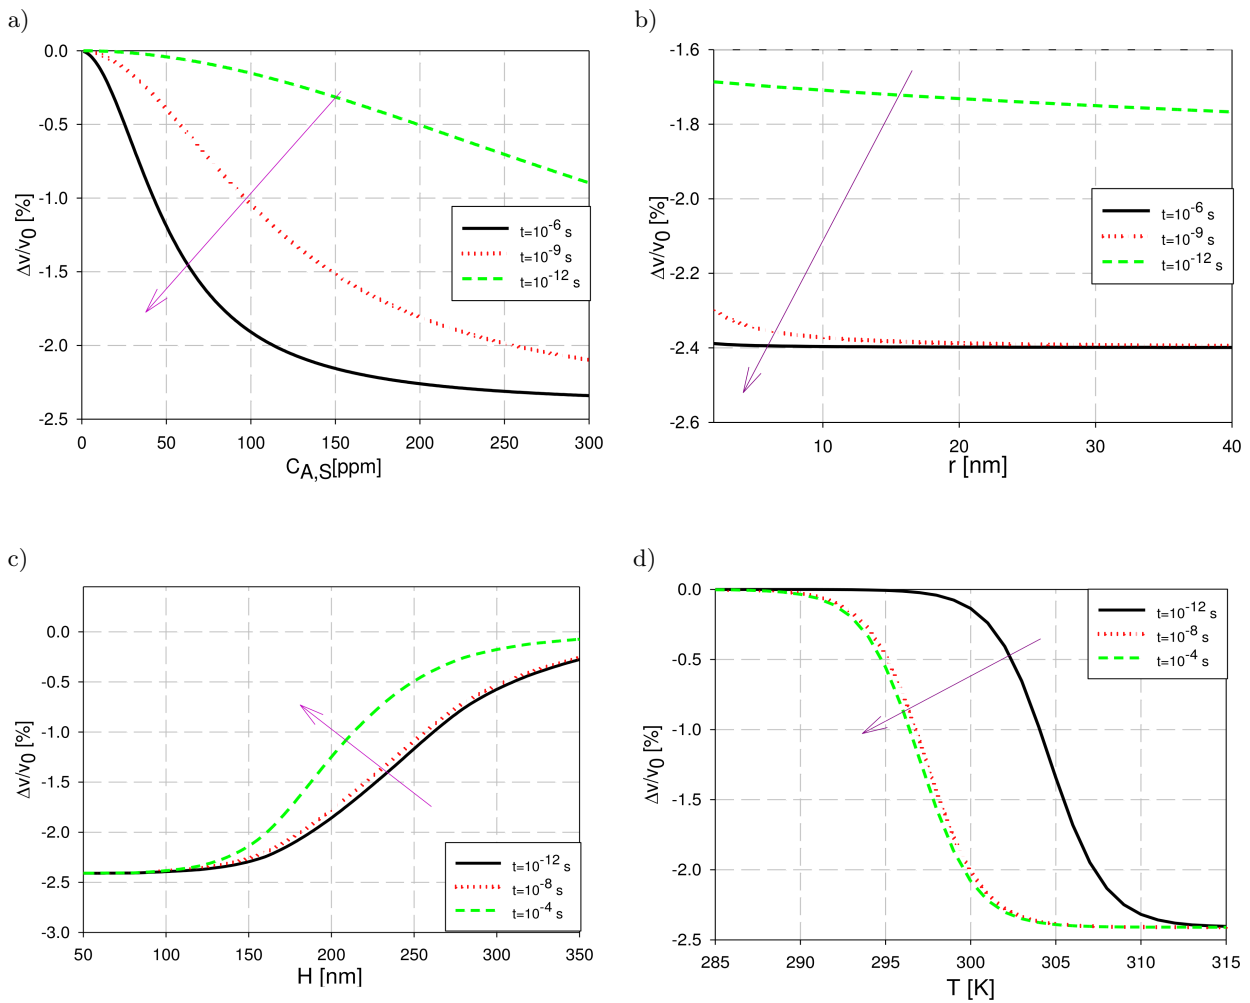 a)
0.0
-0.5
-1.0
-1.5
-2.0
-2.5
Δv/v0 [%]
t=10-6 s
t=10-9 s
t=10-12 s
0 50 100 150 200 250 300
CA,S[ppm]
b)
-1.6
-1.8
-2.0
-2.2
-2.4
-2.6
Δv/v0 [%]
t=10-6 s
t=10-9 s
t=10-12 s
10 20 30 40
r [nm]
c)
0.0
-0.5
-1.0
-1.5
-2.0
-2.5
-3.0
Δv/v0 [%]
t=10-12 s
t=10-8 s
t=10-4 s
50 100 150 200 250 300 350
H [nm]
d)
0.0
-0.5
-1.0
-1.5
-2.0
-2.5
Δv/v0 [%]
t=10-12 s
t=10-8 s
t=10-4 s
285 290 295 300 305 310 315
T [K]